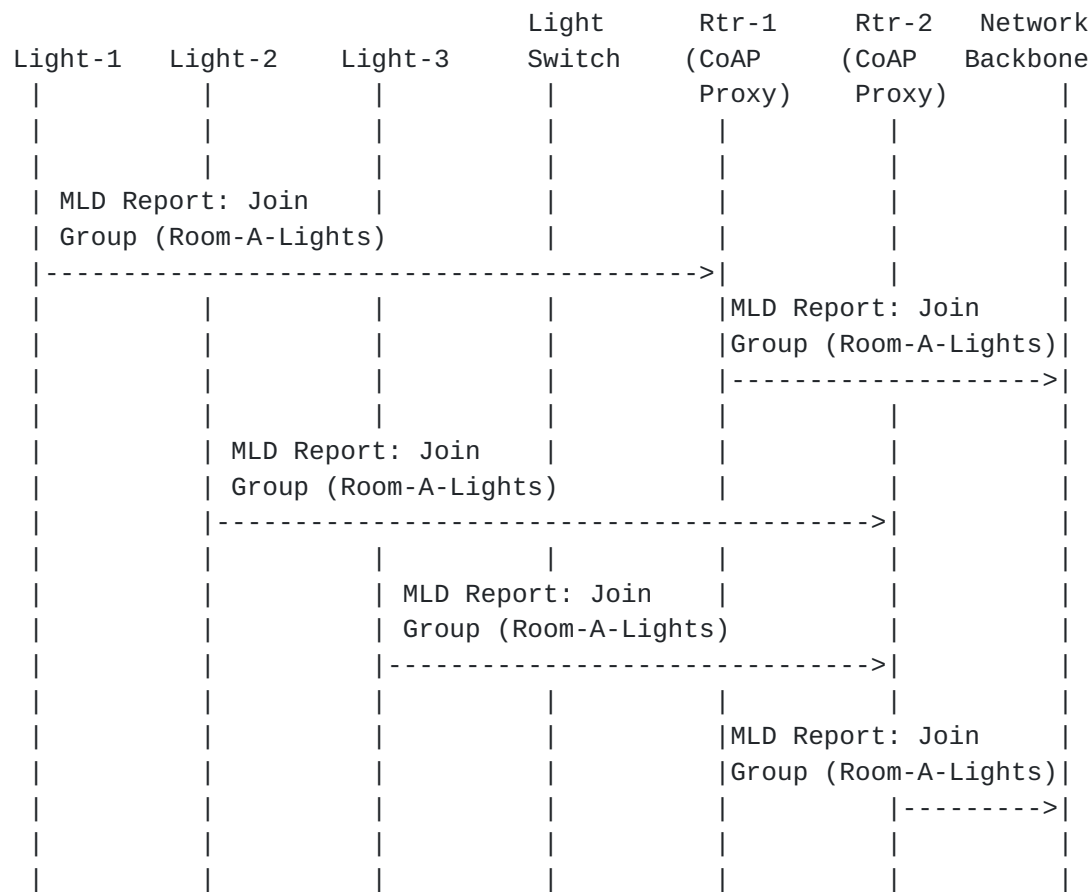 Light Rtr-1 Rtr-2 Network
Light-1 Light-2 Light-3 Switch (CoAP (CoAP Backbone
Proxy) Proxy)
MLD Report: Join
Group (Room-A-Lights)
MLD Report: Join
Group (Room-A-Lights)
MLD Report: Join
Group (Room-A-Lights)
MLD Report: Join
Group (Room-A-Lights)
MLD Report: Join
Group (Room-A-Lights)